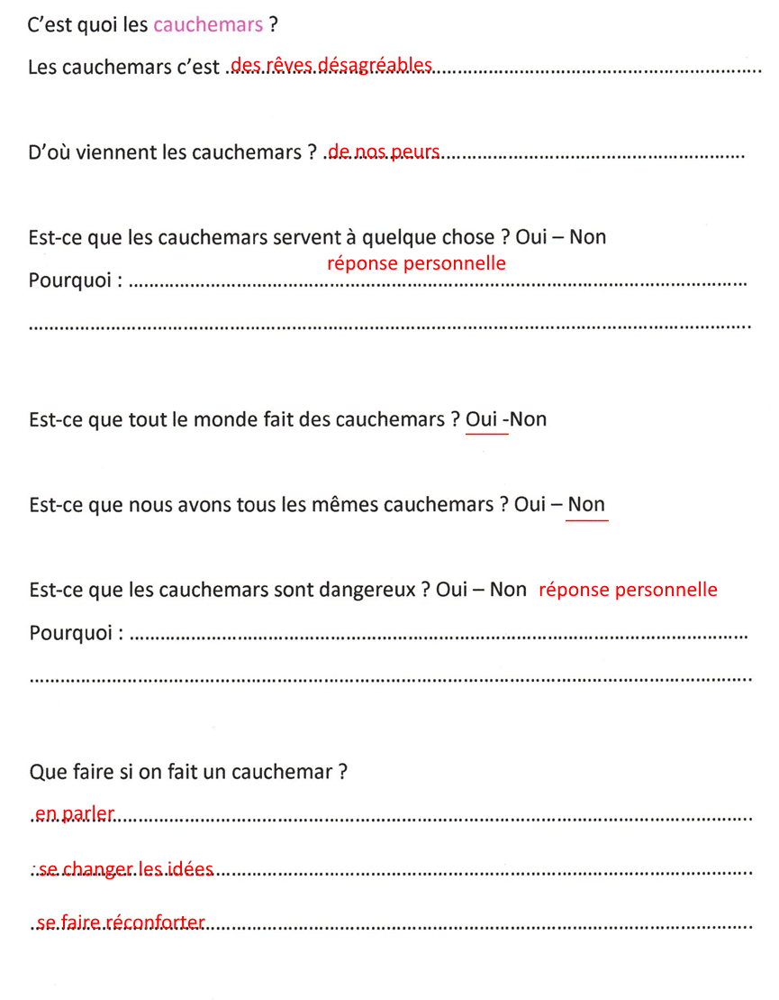 C’est quoi les cauchemars ?
Les cauchemars c’est .des rêves désagréables..........................................................................
D’où viennent les cauchemars ? .de nos peurs....................................................................
Est-ce que les cauchemars servent à quelque chose ? Oui – Non
réponse personnelle
Pourquoi : ..............................................................................................................................
..................................................................................................................................................
Est-ce que tout le monde fait des cauchemars ? Oui -Non
Est-ce que nous avons tous les mêmes cauchemars ? Oui – Non
Est-ce que les cauchemars sont dangereux ? Oui – Non réponse personnelle
Pourquoi : ..............................................................................................................................
..................................................................................................................................................
Que faire si on fait un cauchemar ?
.en parler.................................................................................................................................
.se changer les idées..............................................................................................................
.se faire réconforter................................................................................................................